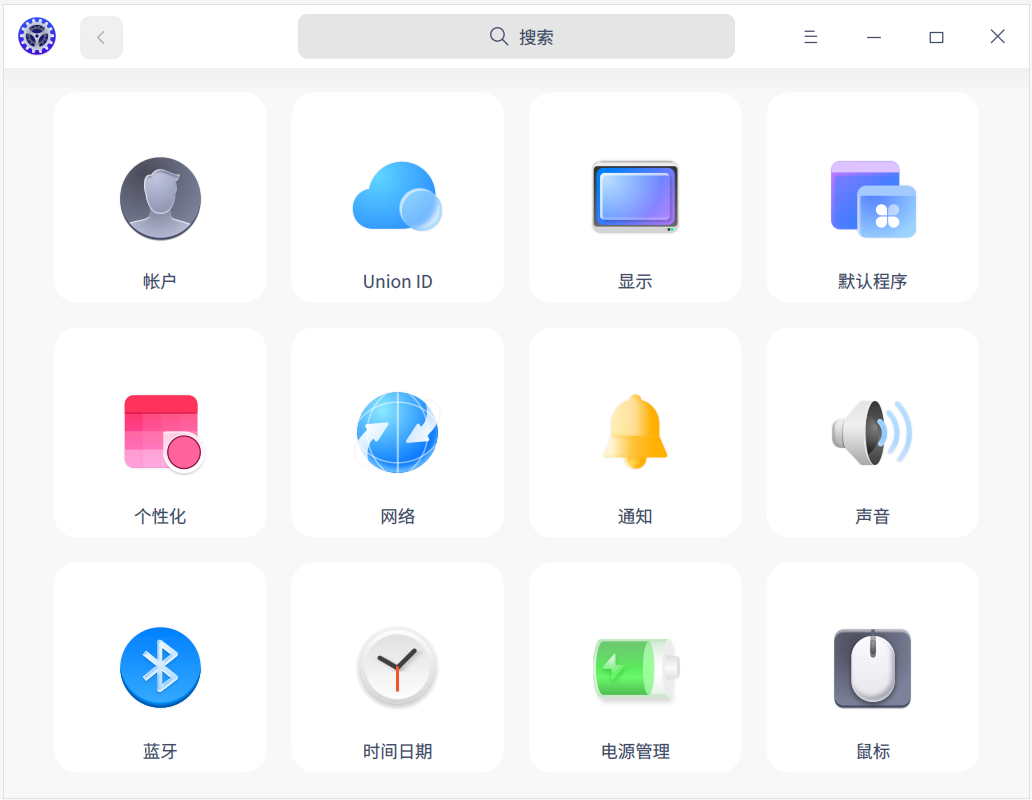 搜索
帐户
Union ID
显示
默认程序
个性化
网络
通知
声音
蓝牙
时间日期
电源管理
鼠标